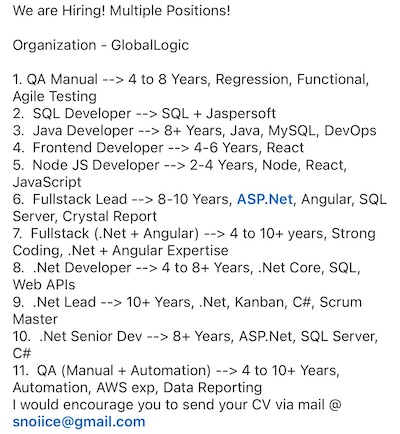 We are Hiring! Multiple Positions!
Organization - GlobalLogic
1. QA Manual --> 4 to 8 Years, Regression, Functional,
Agile Testing
2. SQL Developer --> SQL + Jaspersoft
3. Java Developer --> 8+ Years, Java, MySQL, DevOps
4. Frontend Developer --> 4-6 Years, React
5. Node JS Developer --> 2-4 Years, Node, React,
JavaScript
6. Fullstack Lead --> 8-10 Years, ASP.Net, Angular, SQL
Server, Crystal Report
7. Fullstack (.Net + Angular) --> 4 to 10+ years, Strong
Coding, .Net + Angular Expertise
8. .Net Developer --> 4 to 8+ Years, .Net Core, SQL,
Web APIs
9. .Net Lead --> 10+ Years, .Net, Kanban, C#, Scrum
Master
10. .Net Senior Dev --> 8+ Years, ASP.Net, SQL Server,
C#
11. QA (Manual + Automation) --> 4 to 10+ Years,
Automation, AWS exp, Data Reporting
I would encourage you to send your CV via mail @
snoiice@gmail.com